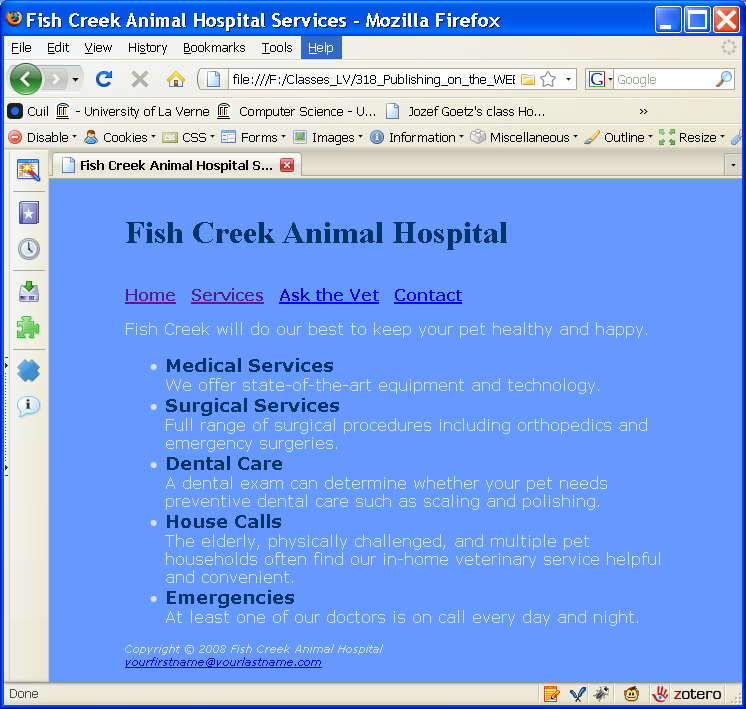 Fish Creek Animal Hospital Services - Mozilla Firefox
File Edit View History Bookmarks Tools Help
file:///F:/Classes_LV/318_Publishing_on_the_WEB
G Google
Cuil - University of La Verne Computer Science - U... Jozef Goetz's class Ho... »
Disable Cookies CSS Forms Images Information Miscellaneous Outline Resize
Fish Creek Animal Hospital S...
Fish Creek Animal Hospital
Home Services Ask the Vet Contact
Fish Creek will do our best to keep your pet healthy and happy.
• Medical Services
We offer state-of-the-art equipment and technology.
• Surgical Services
Full range of surgical procedures including orthopedics and
emergency surgeries.
• Dental Care
A dental exam can determine whether your pet needs
preventive dental care such as scaling and polishing.
• House Calls
The elderly, physically challenged, and multiple pet
households often find our in-home veterinary service helpful
and convenient.
• Emergencies
At least one of our doctors is on call every day and night.
Copyright © 2008 Fish Creek Animal Hospital
yourfirstname@yourlastname.com
Done zotero